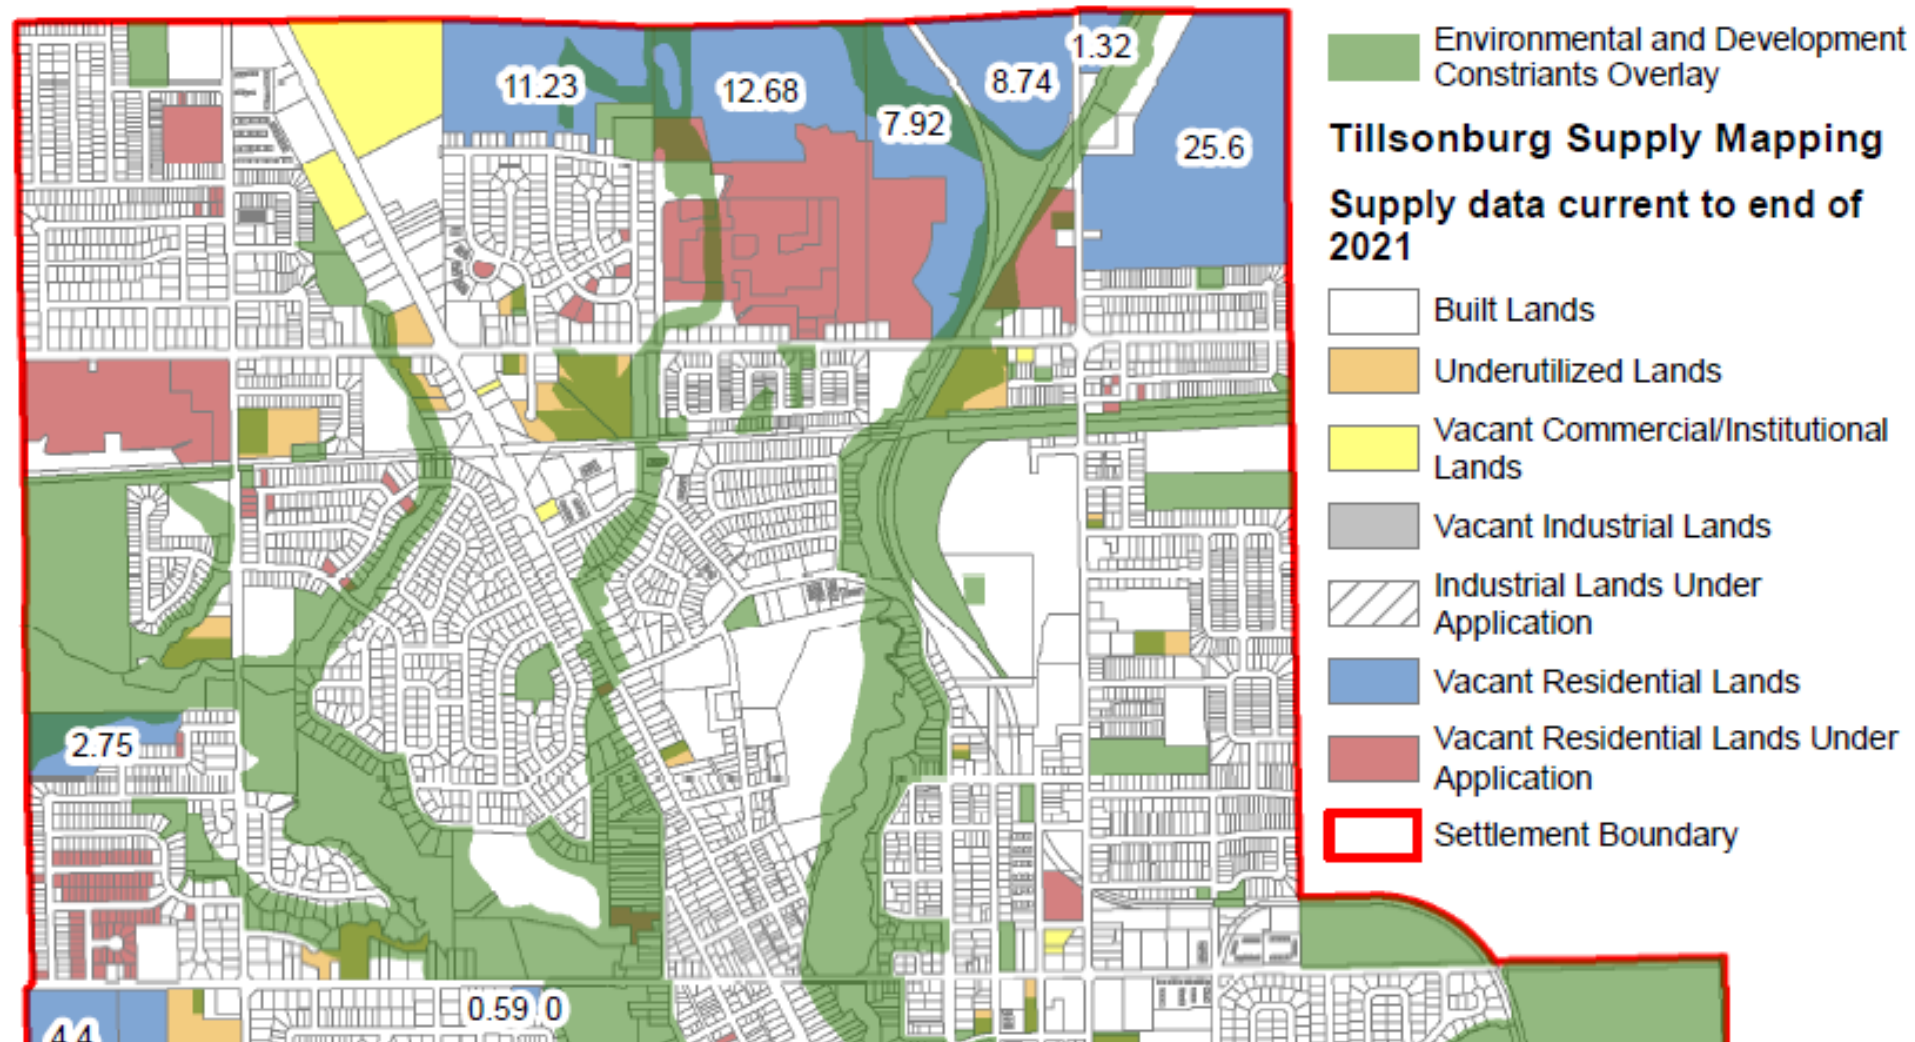 11.23
12.68
7.92
8.74
1.32
25.6
2.75
0.59 0
4.4
Environmental and Development
Constriants Overlay
Tillsonburg Supply Mapping
Supply data current to end of
2021
Built Lands
Underutilized Lands
Vacant Commercial/Institutional
Lands
Vacant Industrial Lands
Industrial Lands Under
Application
Vacant Residential Lands
Vacant Residential Lands Under
Application
Settlement Boundary